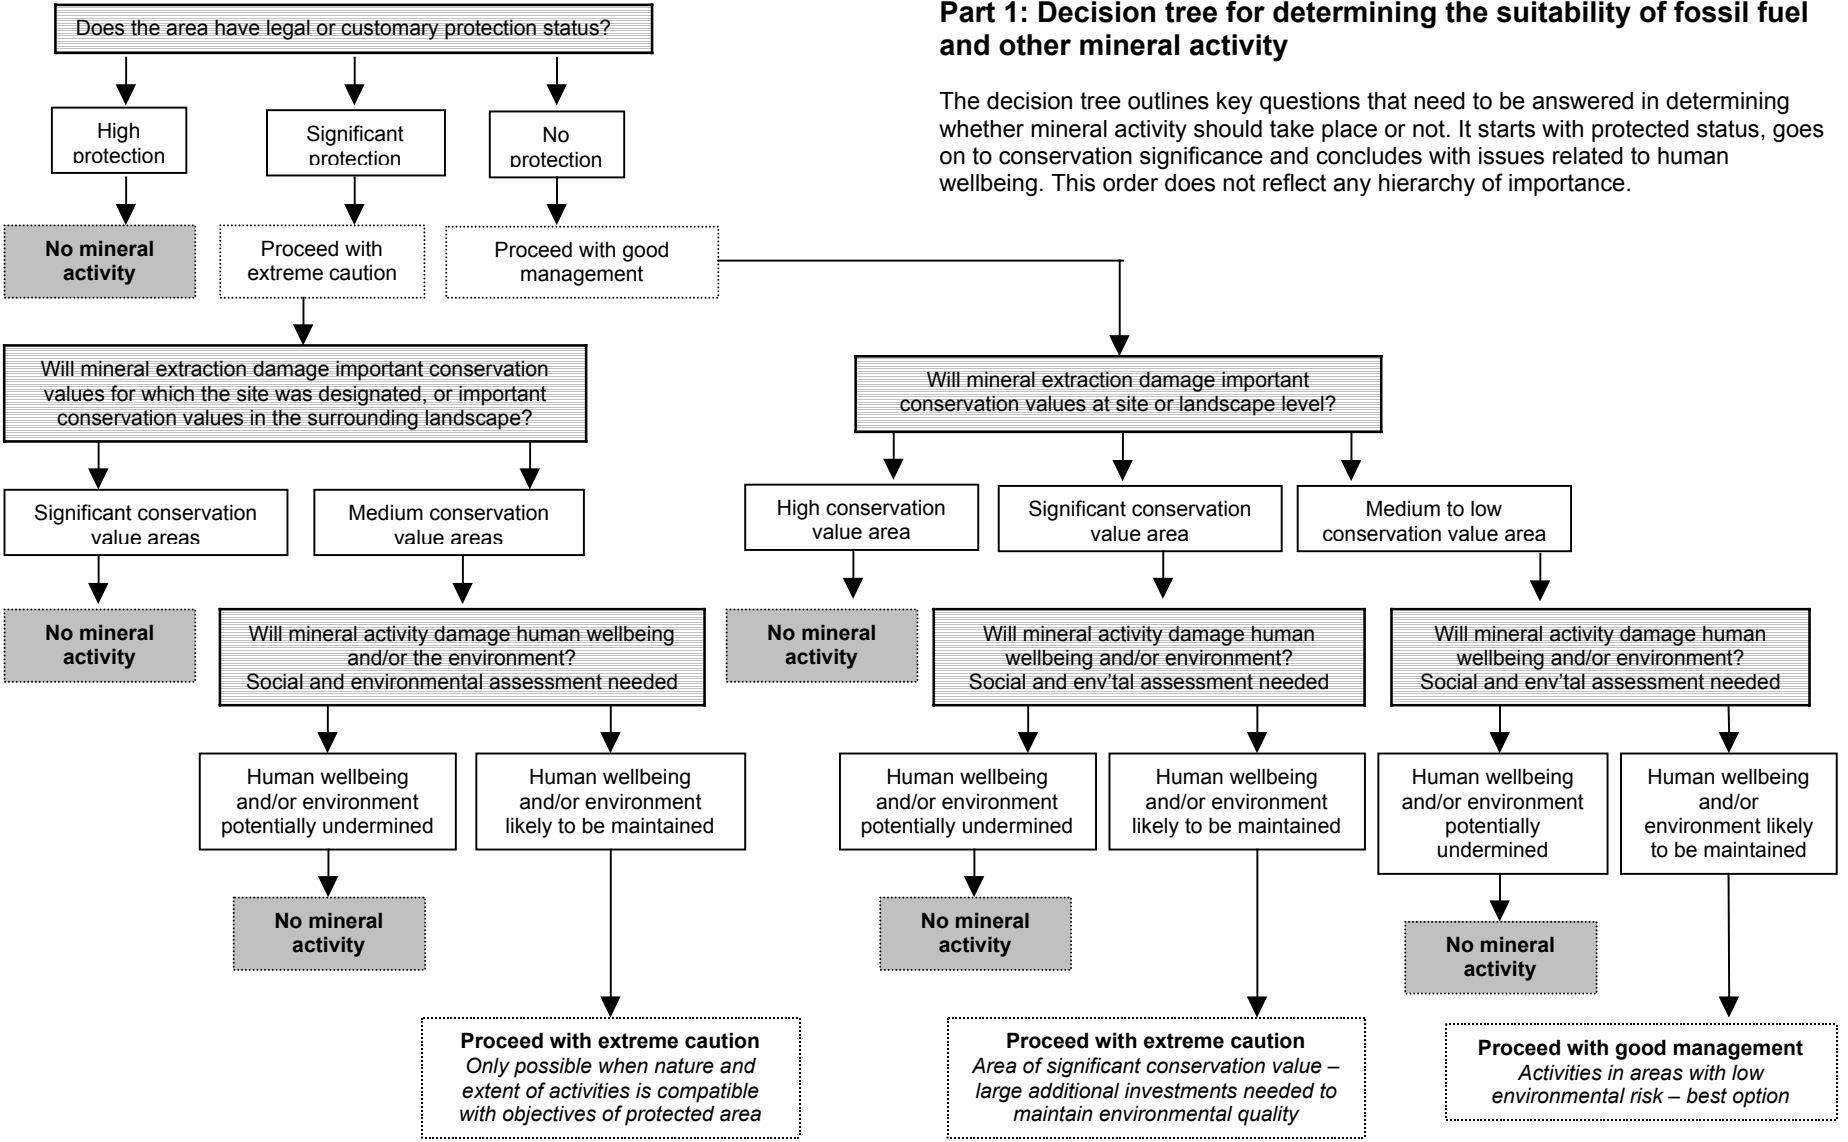 Part 1: Decision tree for determining the suitability of fossil fuel
and other mineral activity
The decision tree outlines key questions that need to be answered in determining
whether mineral activity should take place or not. It starts with protected status, goes
on to conservation significance and concludes with issues related to human
wellbeing. This order does not reflect any hierarchy of importance.
Does the area have legal or customary protection status?
High
protection
Significant
protection
No
protection
No mineral
activity
Proceed with
extreme caution
Proceed with good
management
Will mineral extraction damage important conservation
values for which the site was designated, or important
conservation values in the surrounding landscape?
Will mineral extraction damage important
conservation values at site or landscape level?
Significant conservation
value areas
Medium conservation
value areas
High conservation
value area
Significant conservation
value area
Medium to low
conservation value area
No mineral
activity
Will mineral activity damage human wellbeing
and/or the environment?
Social and environmental assessment needed
No mineral
activity
Will mineral activity damage human
wellbeing and/or environment?
Social and env’tal assessment needed
Will mineral activity damage human
wellbeing and/or environment?
Social and env’tal assessment needed
Human wellbeing
and/or environment
potentially undermined
Human wellbeing
and/or environment
likely to be maintained
Human wellbeing
and/or environment
potentially undermined
Human wellbeing
and/or environment
likely to be maintained
Human wellbeing
and/or environment
potentially
undermined
Human wellbeing
and/or
environment likely
to be maintained
No mineral
activity
No mineral
activity
No mineral
activity
Proceed with extreme caution
Only possible when nature and
extent of activities is compatible
with objectives of protected area
Proceed with extreme caution
Area of significant conservation value –
large additional investments needed to
maintain environmental quality
Proceed with good management
Activities in areas with low
environmental risk – best option